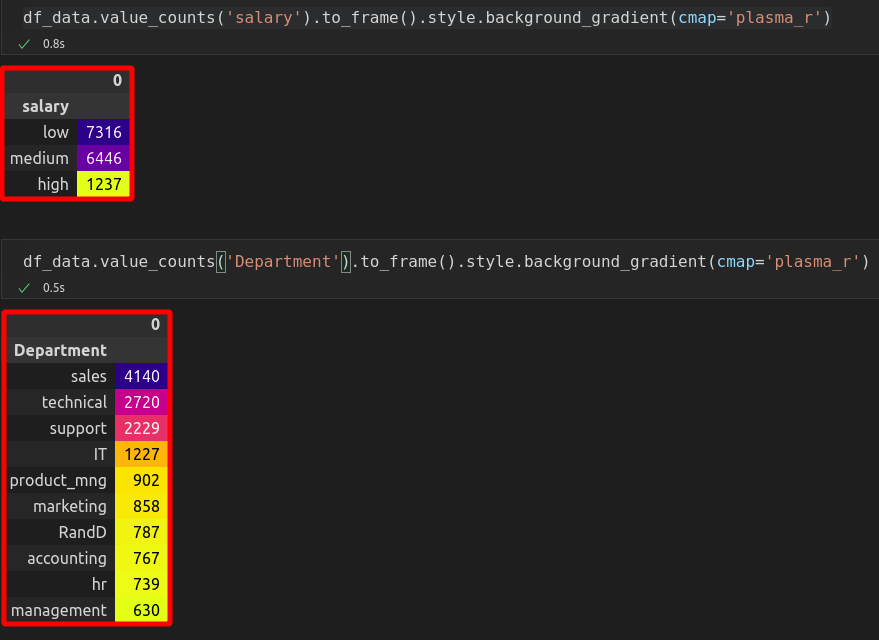 df_data.value_counts('salary').to_frame().style.background_gradient(cmap='plasma_r')
0.8s
0
salary
low 7316
medium 6446
high 1237
df_data.value_counts('Department').to_frame().style.background_gradient(cmap='plasma_r')
0.5s
0
Department
sales 4140
technical 2720
support 2229
IT 1227
product_mng 902
marketing 858
RandD 787
accounting 767
hr 739
management 630